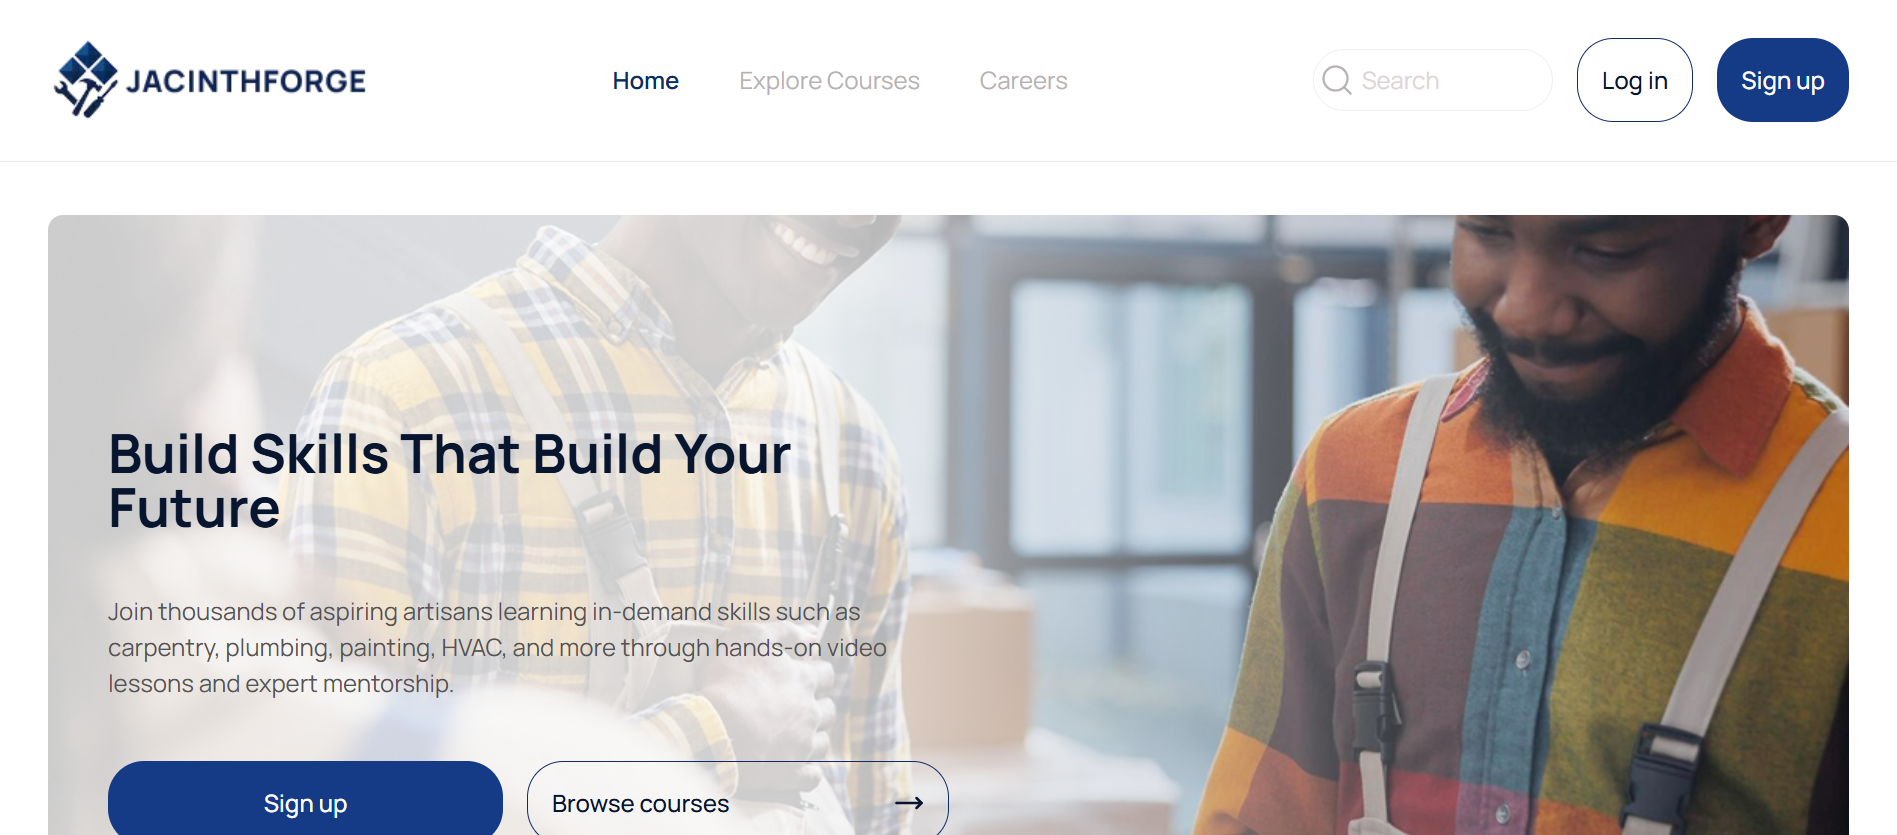 JACINTHFORGE
Home
Explore Courses
Careers
Search
Log in
Sign up
Build Skills That Build Your
Future
Join thousands of aspiring artisans learning in-demand skills such as
carpentry, plumbing, painting, HVAC, and more through hands-on video
lessons and expert mentorship.
Sign up
Browse courses →